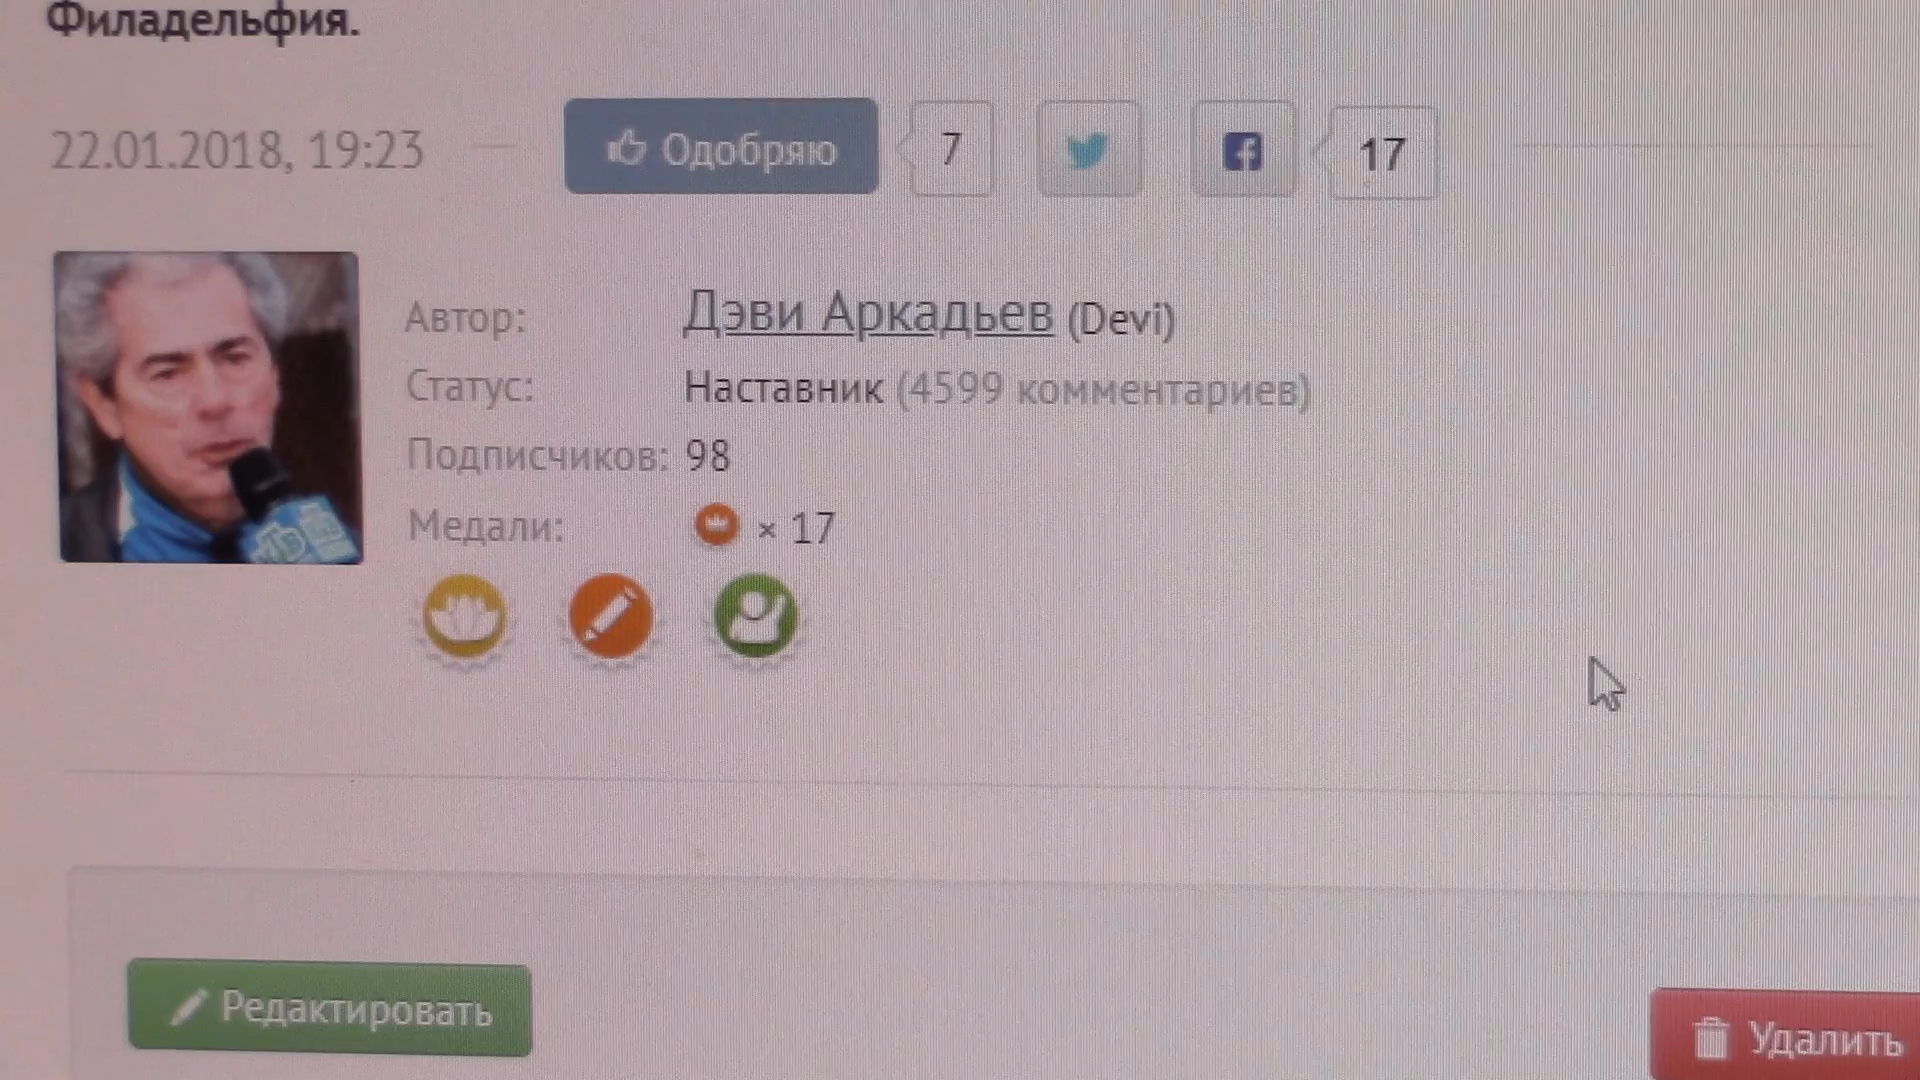 Филадельфия.
22.01.2018, 19:23 Одобряю 7 17
Автор: Дэви Аркадьев (Devi)
Статус: Наставник (4599 комментариев)
Подписчиков: 98
Медали: × 17
Редактировать
Удалить